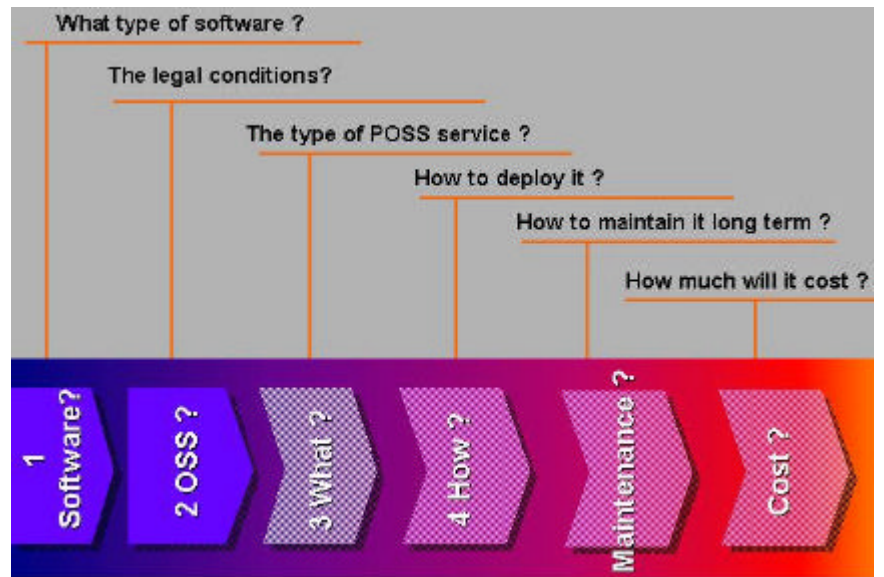 What type of software ?
The legal conditions?
The type of POSS service ?
How to deploy it ?
How to maintain it long term ?
How much will it cost ?
1
Software?
2 OSS ?
3 What ?
4 How ?
Maintenance ?
Cost ?